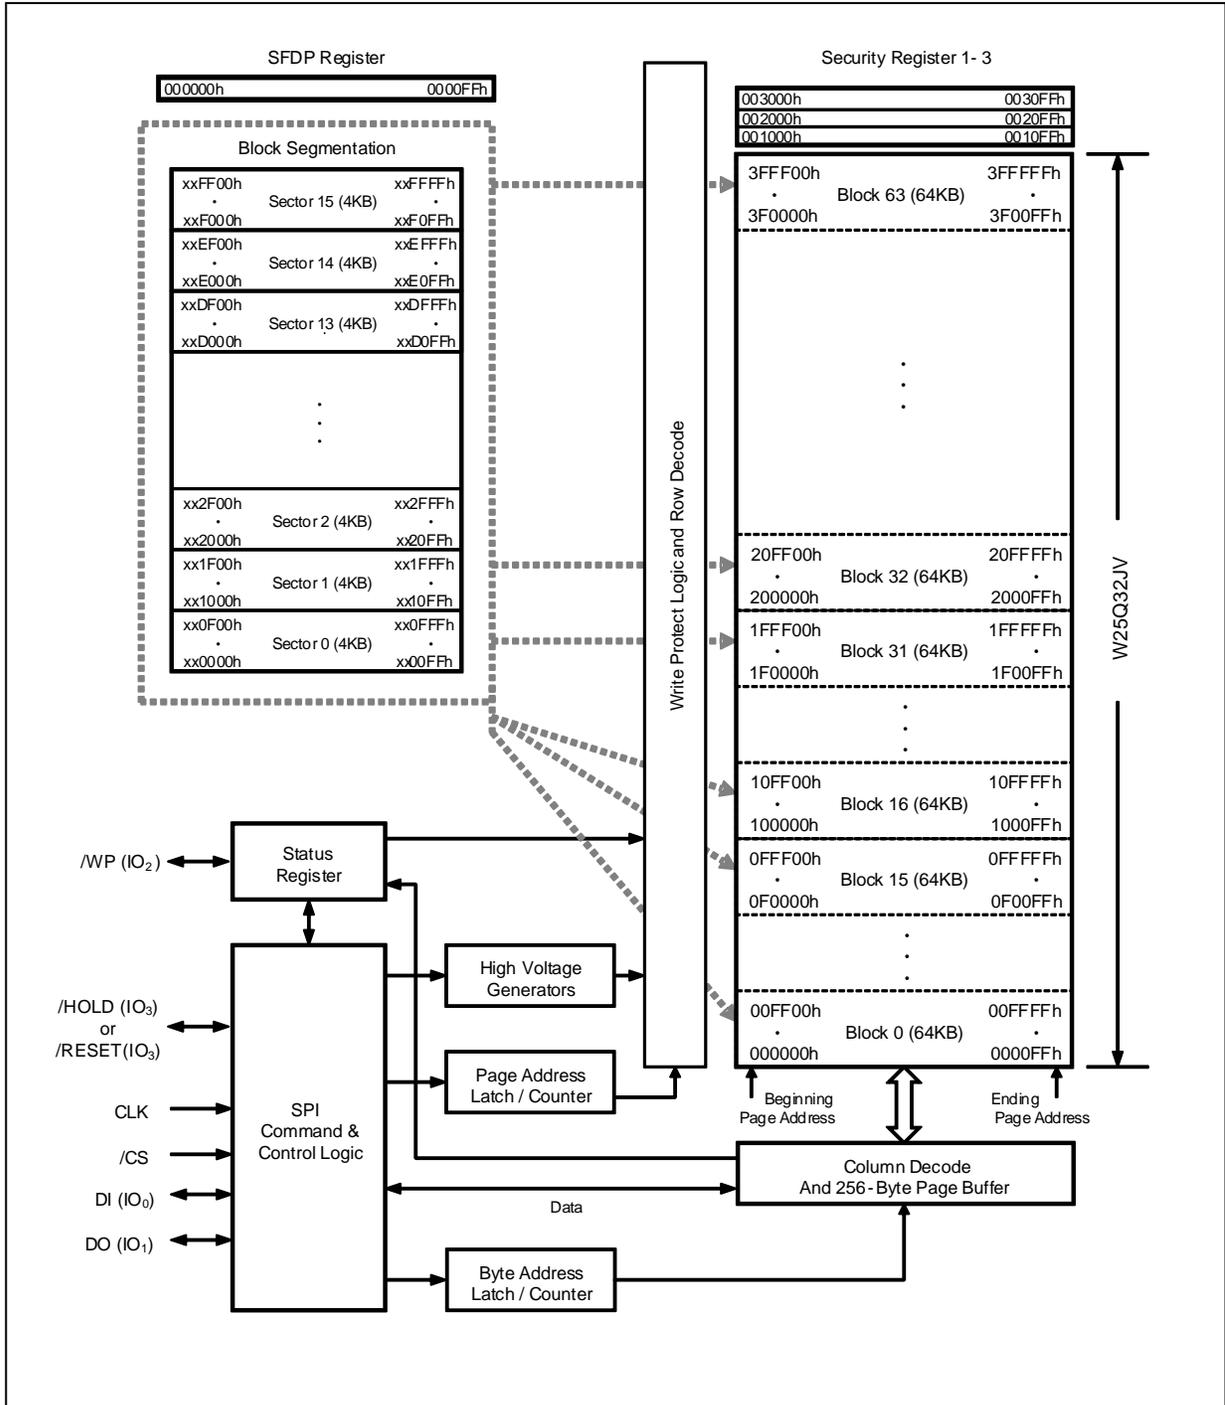 SFDP Register
000000h 0000FFh
Block Segmentation
xxFF00h xxFFFFh
Sector 15 (4KB)
xxF000h xxF0FFh
xxEF00h xxEFFFh
Sector 14 (4KB)
xxE000h xxE0FFh
xxDF00h xxDFFFh
Sector 13 (4KB)
xxD000h xxD0FFh
xx2F00h xx2FFFh
Sector 2 (4KB)
xx2000h xx20FFh
xx1F00h xx1FFFh
Sector 1 (4KB)
xx1000h xx10FFh
xx0F00h xx0FFFh
Sector 0 (4KB)
xx0000h xx00FFh
Write Protect Logic and Row Decode
Security Register 1- 3
003000h 0030FFh
002000h 0020FFh
001000h 0010FFh
3FFF00h 3FFFFFh
Block 63 (64KB)
3F0000h 3F00FFh
20FF00h 20FFFFh
Block 32 (64KB)
200000h 2000FFh
1FFF00h 1FFFFFh
Block 31 (64KB)
1F0000h 1F00FFh
10FF00h 10FFFFh
Block 16 (64KB)
100000h 1000FFh
0FFF00h 0FFFFFh
Block 15 (64KB)
0F0000h 0F00FFh
00FF00h 00FFFFh
Block 0 (64KB)
000000h 0000FFh
W25Q32JV
Beginning
Page Address
Ending
Page Address
/WP (IO2)
Status
Register
/HOLD (IO3)
or
/RESET(IO3)
CLK
/CS
DI (IO0)
DO (IO1)
SPI
Command &
Control Logic
High Voltage
Generators
Page Address
Latch / Counter
Column Decode
And 256-Byte Page Buffer
Data
Byte Address
Latch / Counter